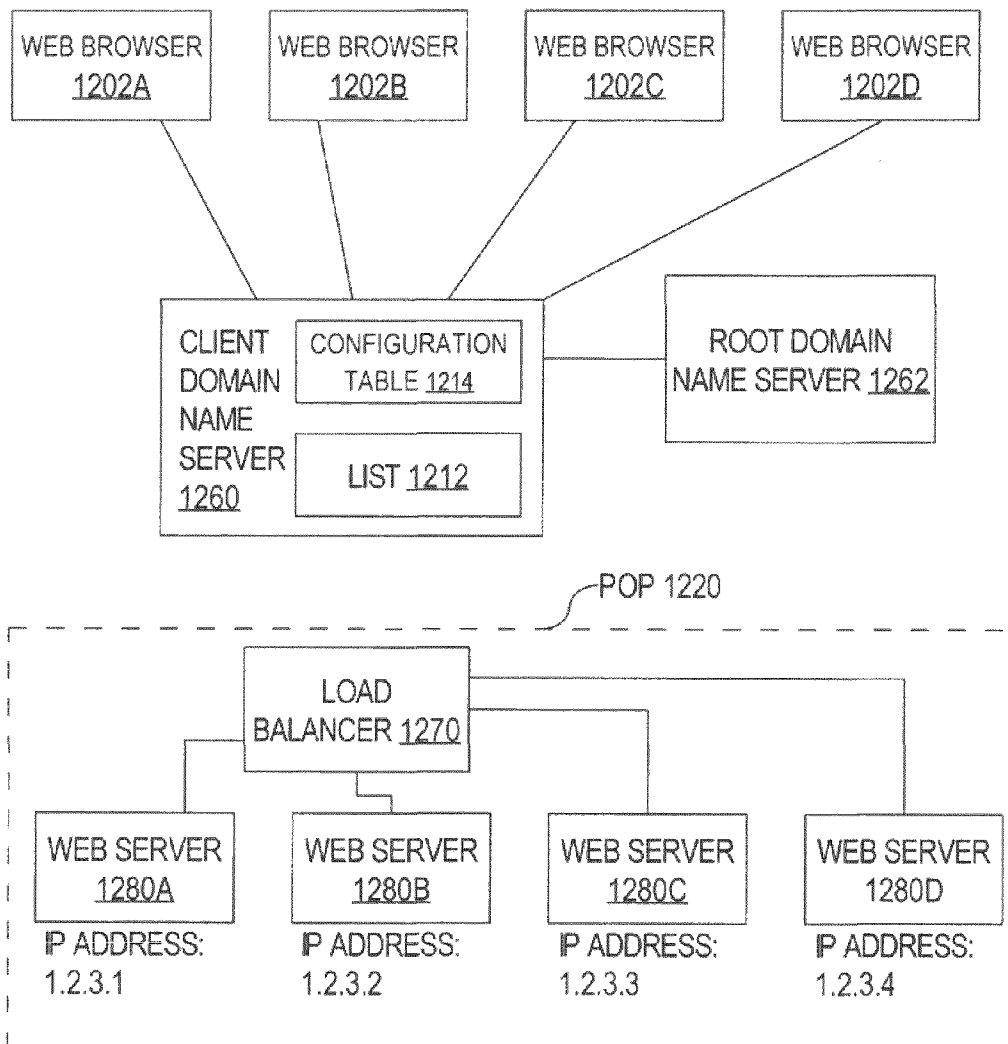 WEB BROWSER
1202A
WEB BROWSER
1202B
WEB BROWSER
1202C
WEB BROWSER
1202D
CLIENT
DOMAIN
NAME
SERVER
1260
CONFIGURATION
TABLE 1214
LIST 1212
ROOT DOMAIN
NAME SERVER 1262
POP 1220
LOAD
BALANCER 1270
WEB SERVER
1280A
IP ADDRESS:
1.2.3.1
WEB SERVER
1280B
IP ADDRESS:
1.2.3.2
WEB SERVER
1280C
IP ADDRESS:
1.2.3.3
WEB SERVER
1280D
IP ADDRESS:
1.2.3.4